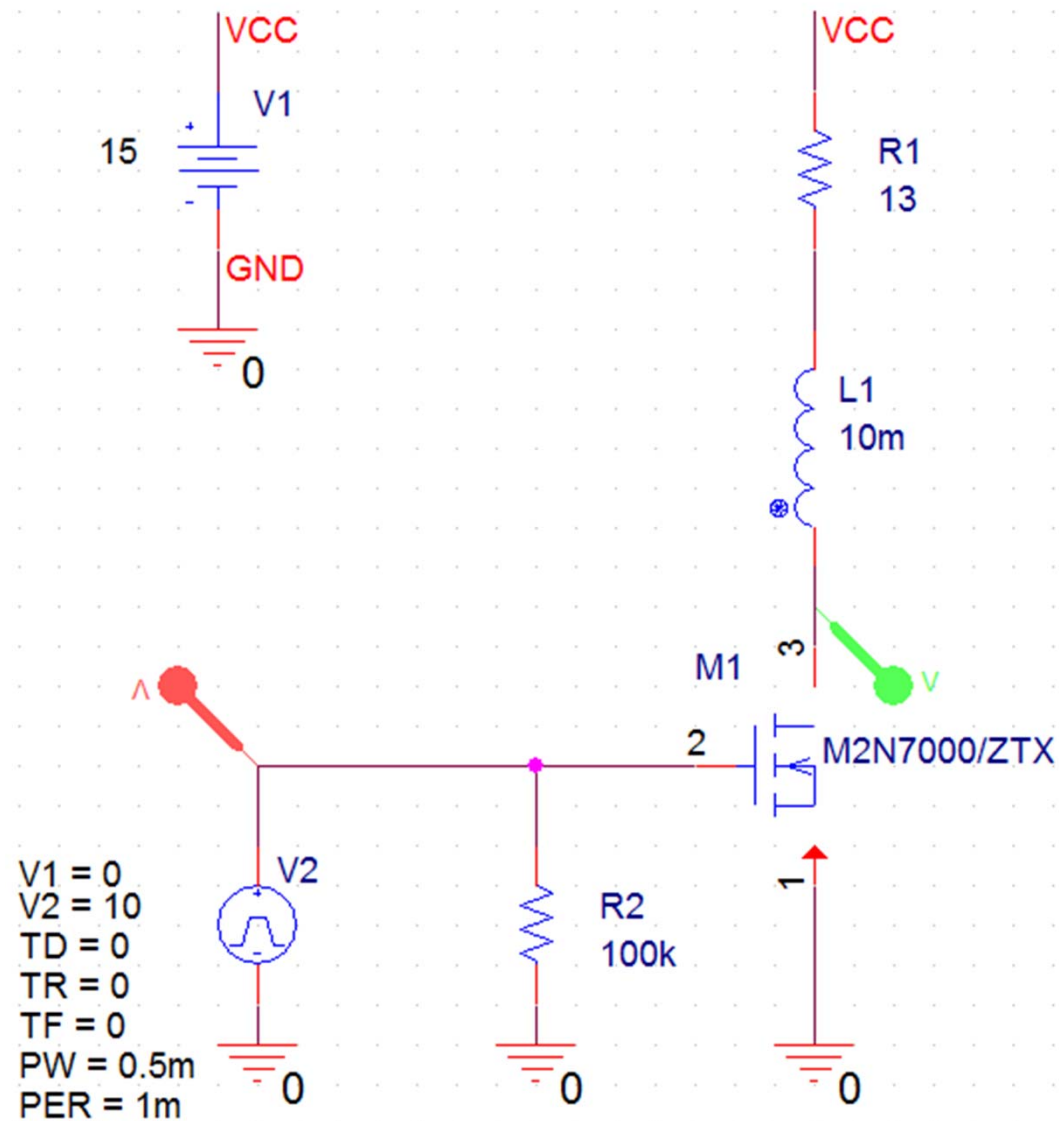 VCC
V1
+
15
-
GND
0
VCC
R1
13
L1
10m
3
V
M1
M2N7000/ZTX
2
1
0
V
V2
+
-
V1 = 0
V2 = 10
TD = 0
TR = 0
TF = 0
PW = 0.5m
PER = 1m
0
R2
100k
0